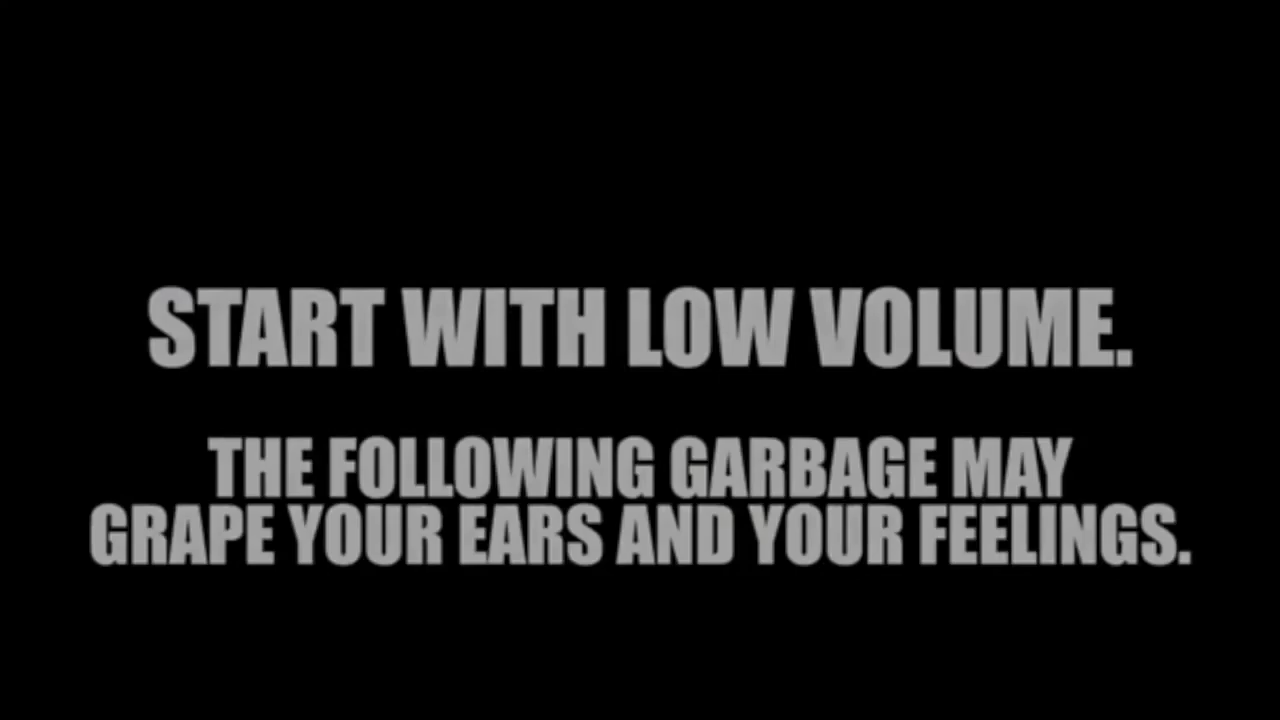 START WITH LOW VOLUME.
THE FOLLOWING GARBAGE MAY
GRAPE YOUR EARS AND YOUR FEELINGS.